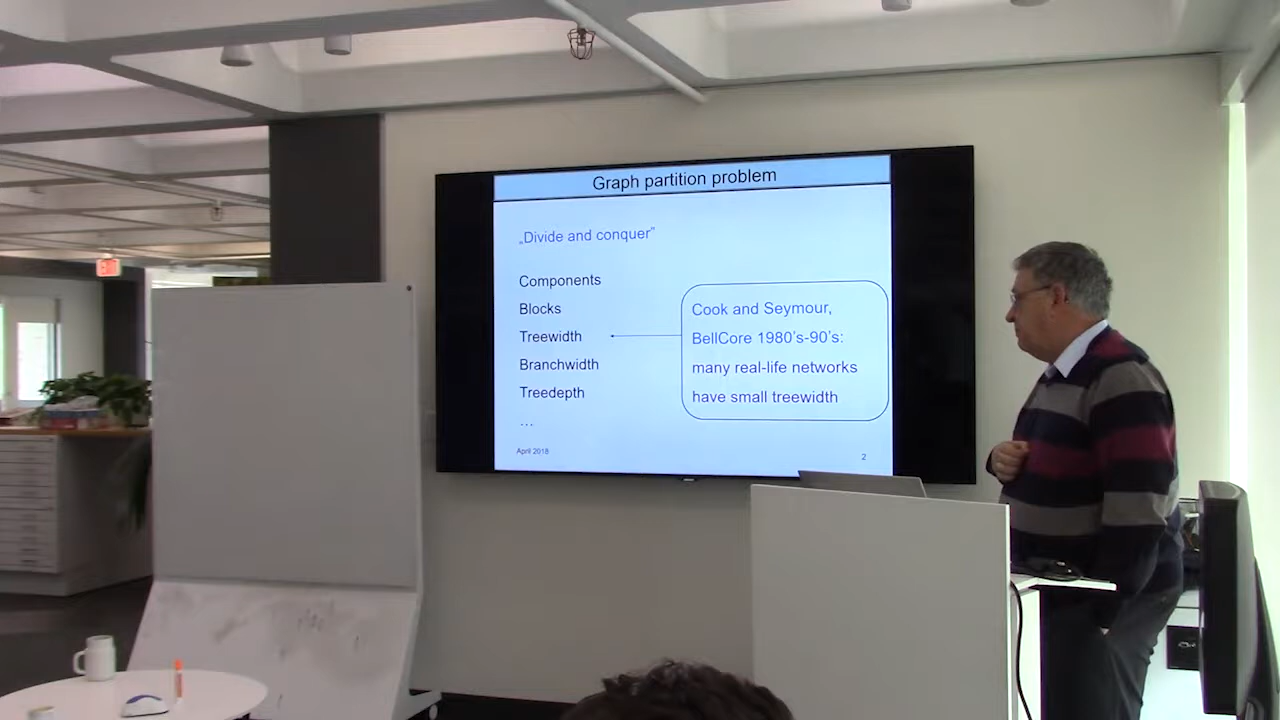 Graph partition problem
„Divide and conquer”
Components
Blocks
Treewidth
Branchwidth
Treedepth
…
Cook and Seymour,
BellCore 1980's-90's:
many real-life networks
have small treewidth
April 2018
2
EXIT